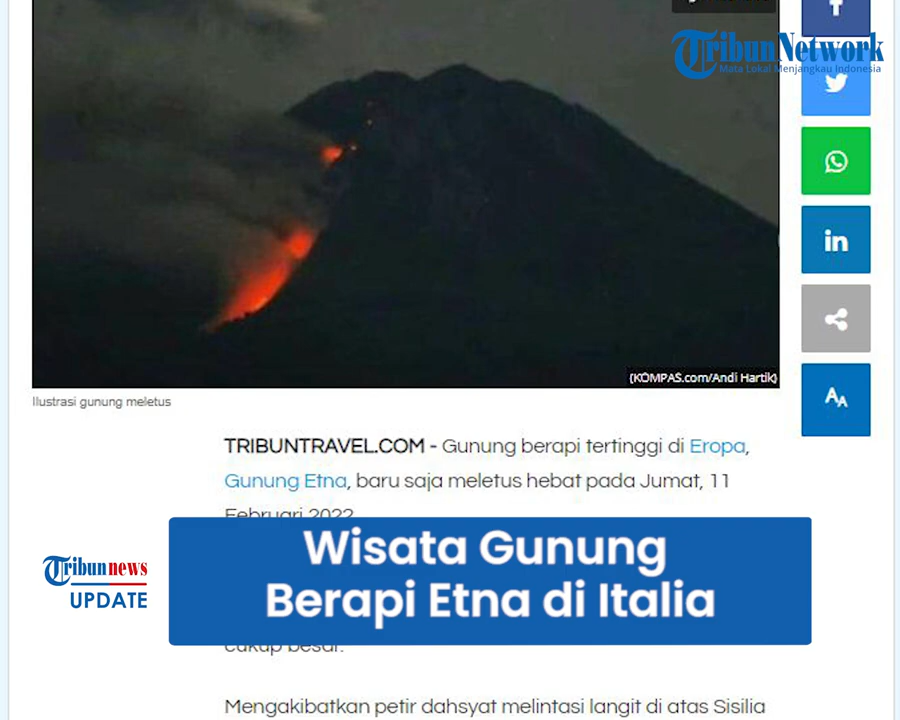 TribunNetwork
Mata Lokal Menjangkau Indonesia
f
in
(KOMPAS.com/Andi Hartik)
Ilustrasi gunung meletus
AA
TRIBUNTRAVEL.COM - Gunung berapi tertinggi di Eropa,
Gunung Etna, baru saja meletus hebat pada Jumat, 11
Februari 2022
Wisata Gunung
Berapi Etna di Italia
Tribunnews
UPDATE
cukup besar.
Mengakibatkan petir dahsyat melintasi langit di atas Sisilia